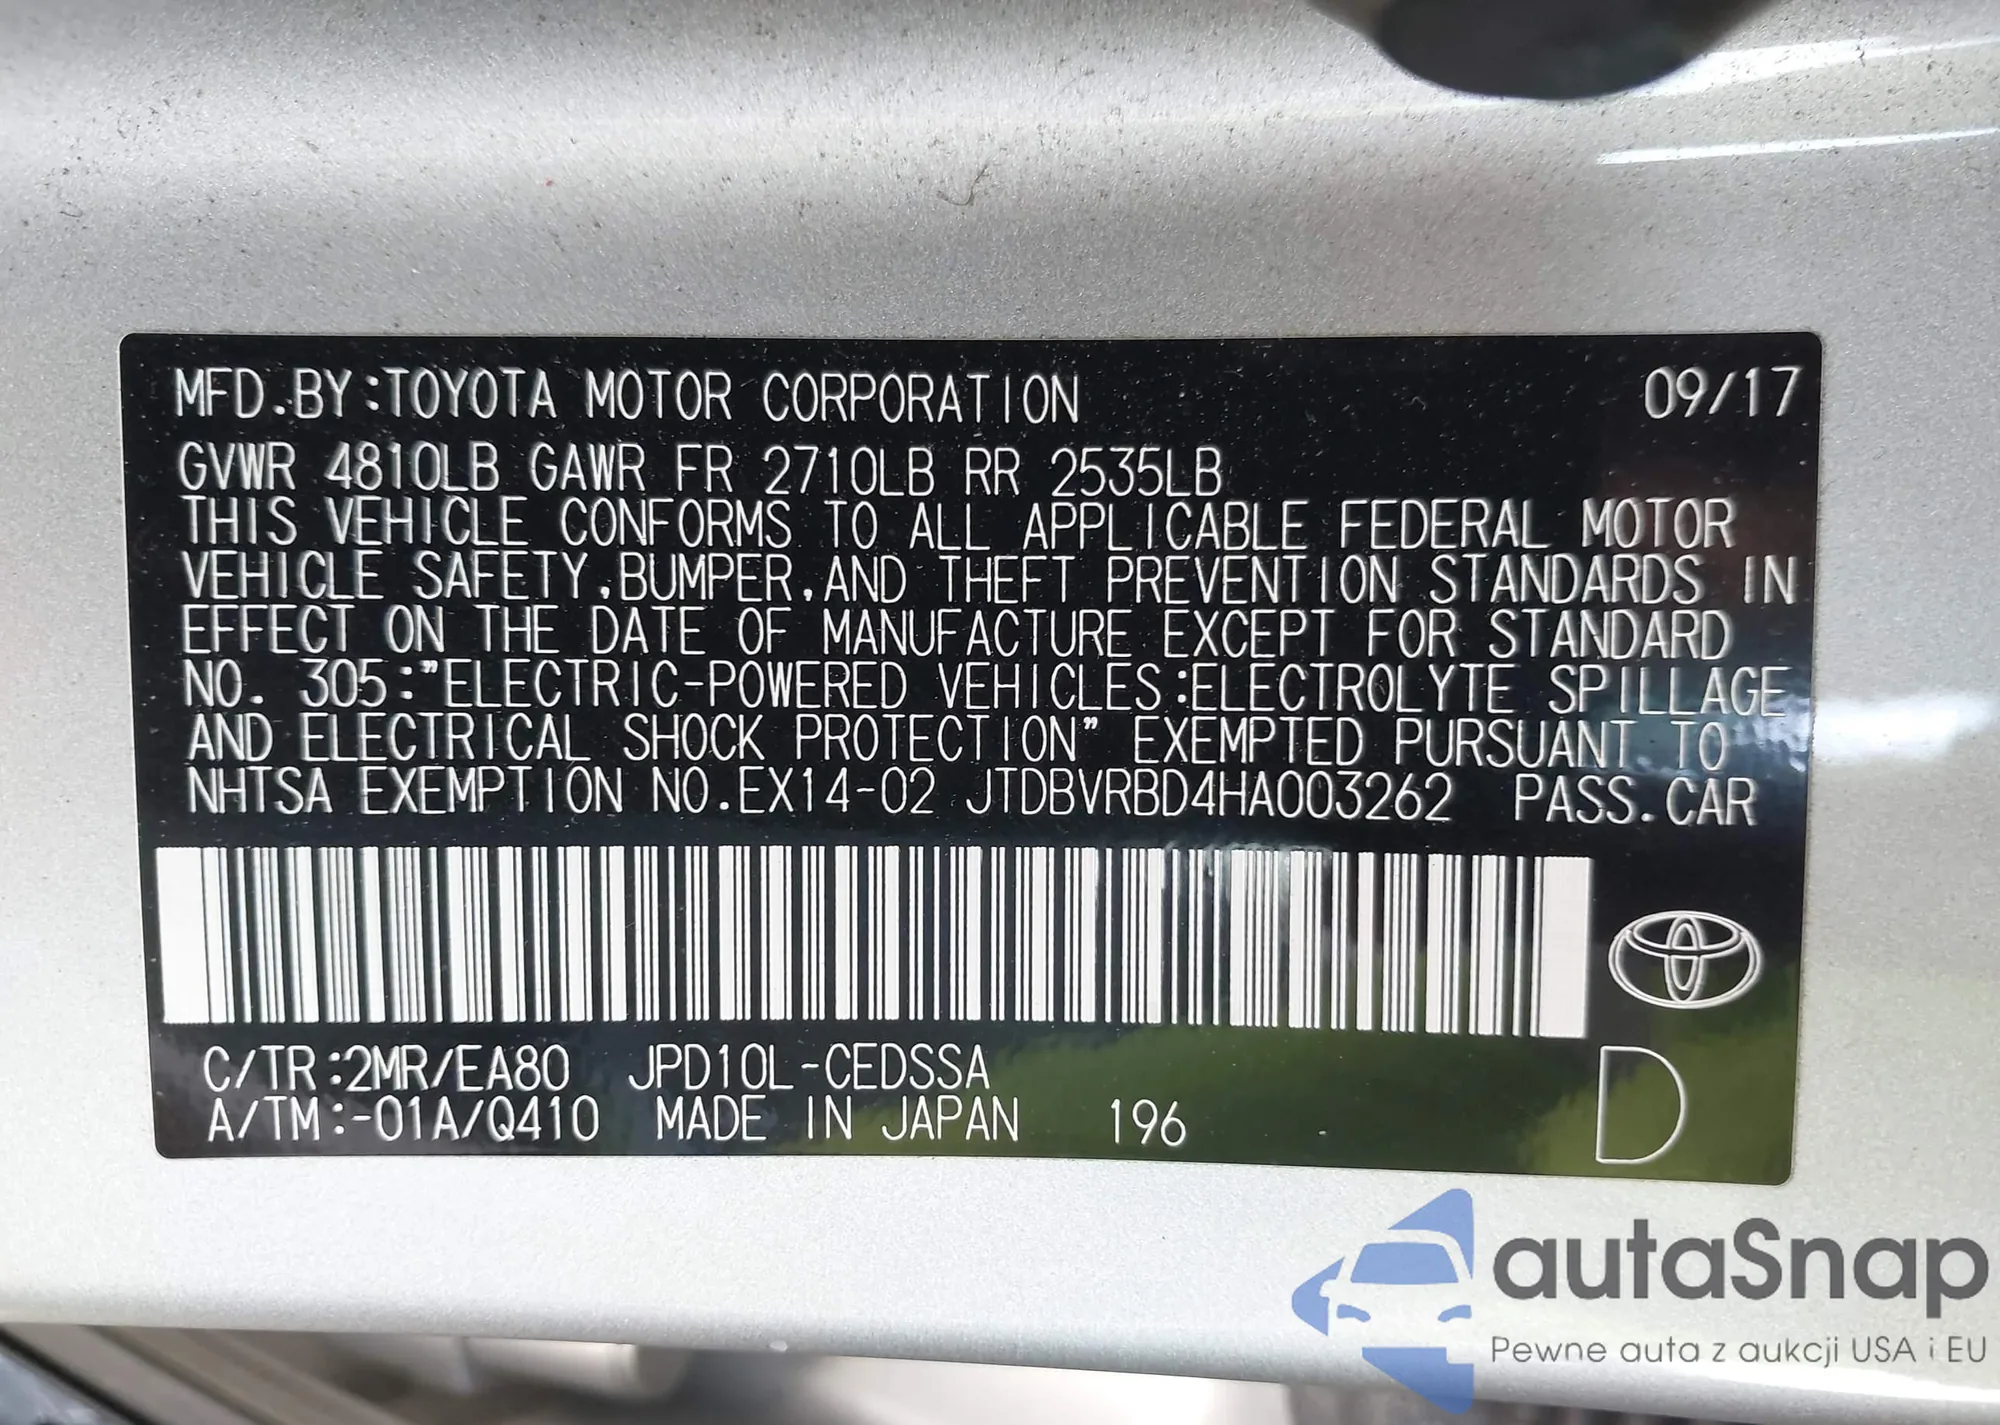 MFD.BY:TOYOTA MOTOR CORPORATION 09/17
GVWR 4810LB GAWR FR 2710LB RR 2535LB
THIS VEHICLE CONFORMS TO ALL APPLICABLE FEDERAL MOTOR
VEHICLE SAFETY,BUMPER,AND THEFT PREVENTION STANDARDS IN
EFFECT ON THE DATE OF MANUFACTURE EXCEPT FOR STANDARD
NO. 305:"ELECTRIC-POWERED VEHICLES:ELECTROLYTE SPILLAGE
AND ELECTRICAL SHOCK PROTECTION" EXEMPTED PURSUANT TO
NHTSA EXEMPTION NO.EX14-02 JTDBVRBD4HA003262 PASS.CAR
C/TR:2MR/EA80 JPD10L-CEDSSA
A/TM:-01A/Q410 MADE IN JAPAN 196
D
autaSnap
Pewne auta z aukcji USA i EU